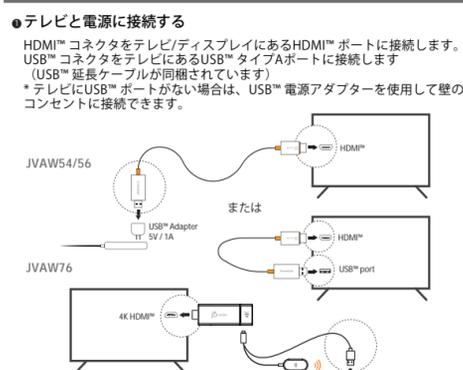 ❶テレビと電源に接続する
HDMI™ コネクタをテレビ/ディスプレイにあるHDMI™ ポートに接続します。
USB™ コネクタをテレビにあるUSB™ タイプAポートに接続します
（USB™ 延長ケーブルが同梱されています）
* テレビにUSB™ ポートがない場合は、USB™ 電源アダプターを使用して壁の
コンセントに接続できます。
HDMI™
JVAW54/56
または
USB™ Adapter
5V / 1A
HDMI™
JVAW76
USB™ port
4K HDMI™